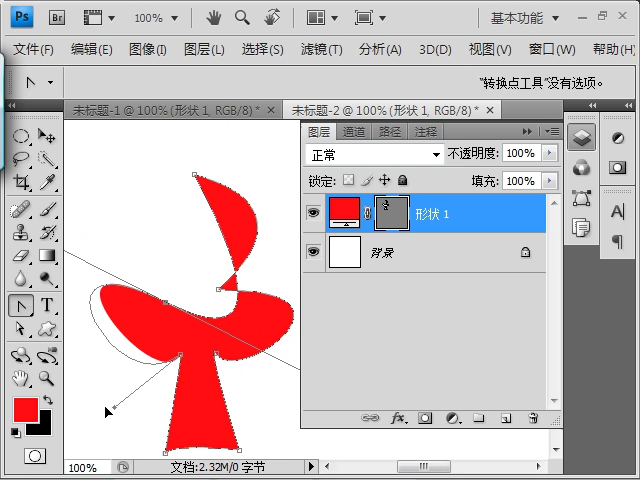 Ps Br 100% 基本功能
文件(F) 编辑(E) 图像(I) 图层(L) 选择(S) 滤镜(T) 分析(A) 3D(D) 视图(V) 窗口(W) 帮助(H)
"转换点工具"没有选项。
未标题-1 @ 100% (形状 1, RGB/8) * × 未标题-2 @ 100% (形状 1, RGB/8) * ×
图层 通道 路径 注释
正常 不透明度: 100%
锁定: 填充: 100%
形状 1
背景
fx
100% 文档:2.32M/0 字节